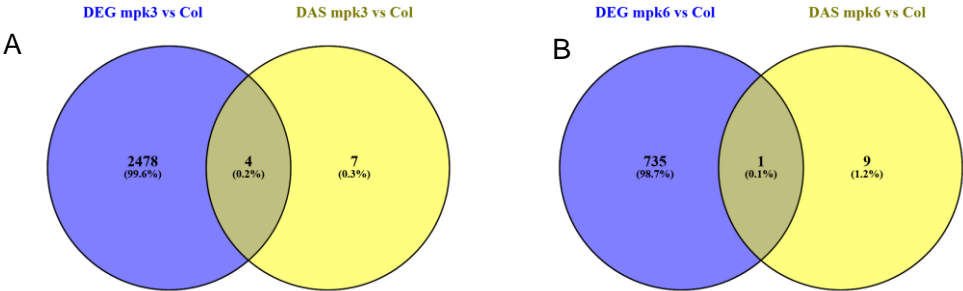 DEG mpk3 vs Col DAS mpk3 vs Col DEG mpk6 vs Col DAS mpk6 vs Col
A B
2478 4 7 735 1 9
(99.6%) (0.2%) (0.3%) (98.7%) (0.1%) (1.2%)